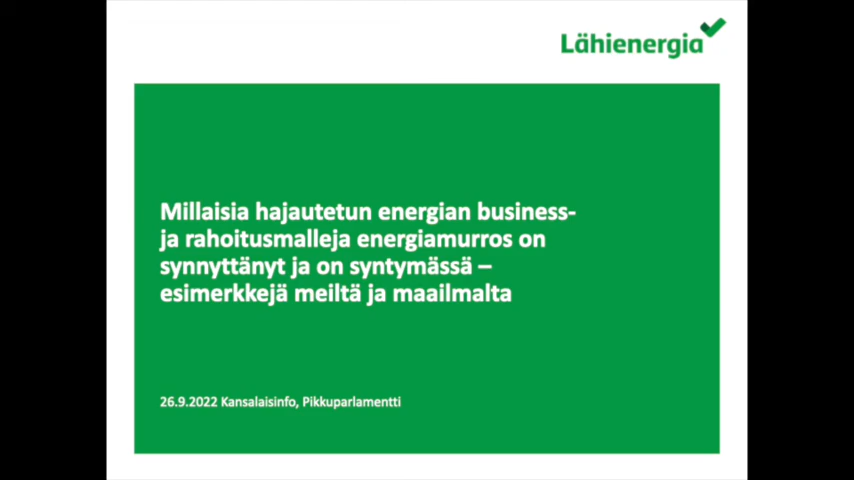 Lähienergia
Millaisia hajautetun energian business-
ja rahoitusmalleja energiamurros on
synnyttänyt ja on syntymässä –
esimerkkejä meiltä ja maailmalta
26.9.2022 Kansalaisinfo, Pikkuparlamentti